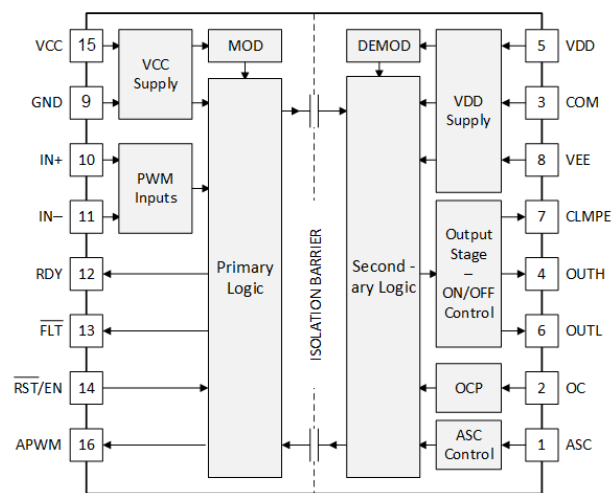 VCC 15 MOD DEMOD 5 VDD
VCC
Supply
GND 9 3 COM
VDD
Supply
IN+ 10 8 VEE
PWM
Inputs
IN– 11 7 CLMPE
Output
Stage
–
ON/OFF
Control
RDY 12 4 OUTH
Primary
Logic
Second -
ary Logic
ISOLATION BARRIER
FLT 13 6 OUTL
RST/EN 14 OCP 2 OC
APWM 16 1 ASC
ASC
Control